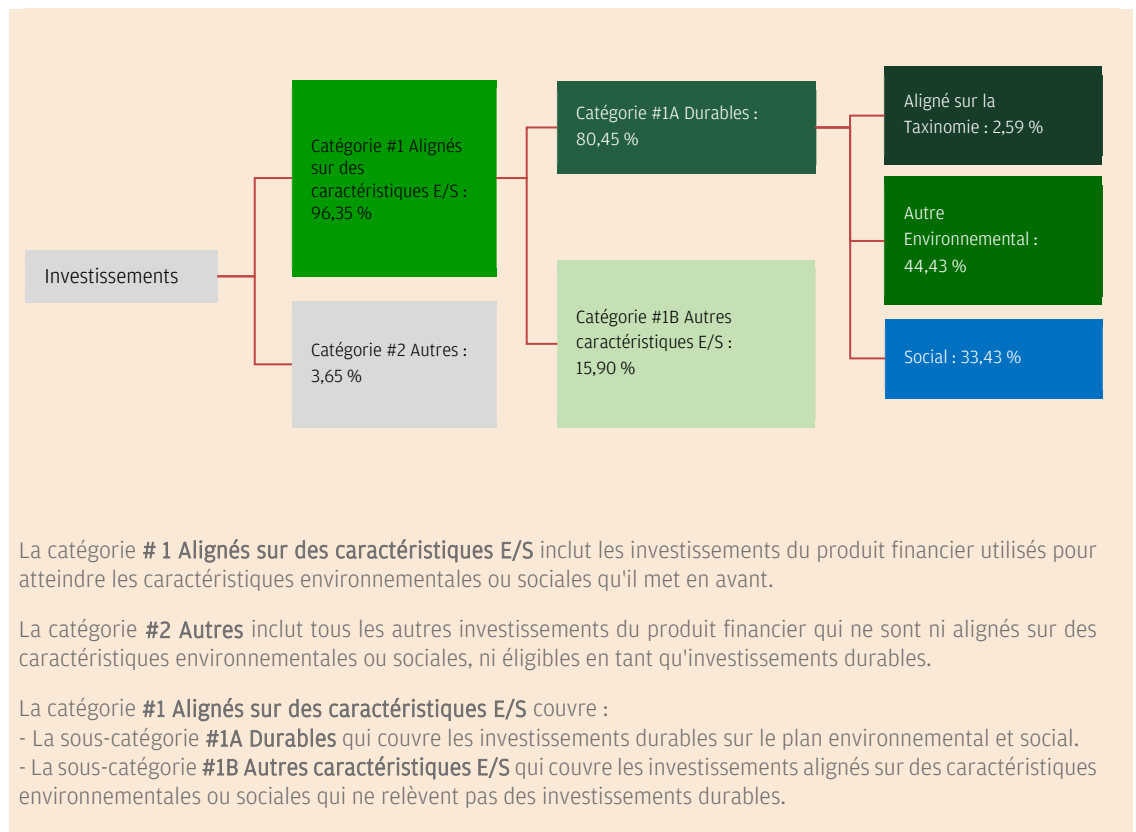 Investissements
Catégorie #1 Alignés
sur des
caractéristiques E/S :
96,35 %
Catégorie #2 Autres :
3,65 %
Catégorie #1A Durables :
80,45 %
Catégorie #1B Autres
caractéristiques E/S :
15,90 %
Aligné sur la
Taxinomie : 2,59 %
Autre
Environnemental :
44,43 %
Social : 33,43 %
La catégorie # 1 Alignés sur des caractéristiques E/S inclut les investissements du produit financier utilisés pour
atteindre les caractéristiques environnementales ou sociales qu'il met en avant.
La catégorie #2 Autres inclut tous les autres investissements du produit financier qui ne sont ni alignés sur des
caractéristiques environnementales ou sociales, ni éligibles en tant qu'investissements durables.
La catégorie #1 Alignés sur des caractéristiques E/S couvre :
- La sous-catégorie #1A Durables qui couvre les investissements durables sur le plan environnemental et social.
- La sous-catégorie #1B Autres caractéristiques E/S qui couvre les investissements alignés sur des caractéristiques
environnementales ou sociales qui ne relèvent pas des investissements durables.